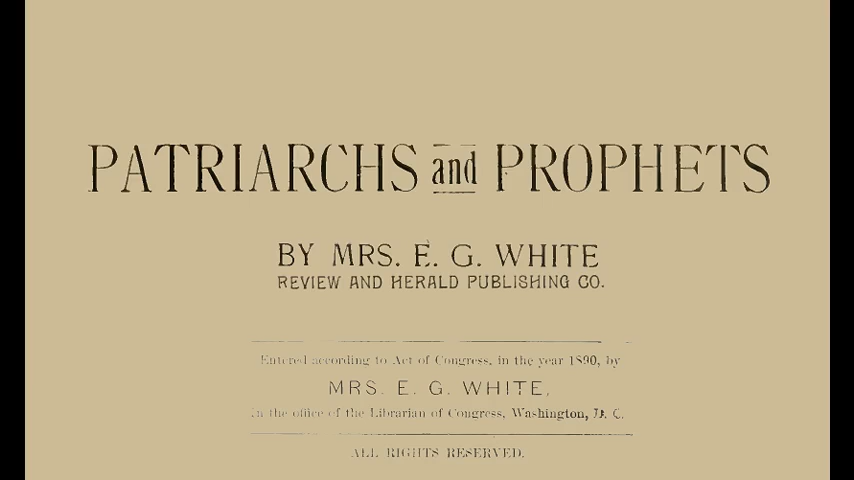 PATRIARCHS and PROPHETS
BY MRS. E. G. WHITE
REVIEW AND HERALD PUBLISHING CO.
Entered according to Act of Congress, in the year 1890, by
MRS. E. G. WHITE,
In the office of the Librarian of Congress, Washington, D. C.
ALL RIGHTS RESERVED.